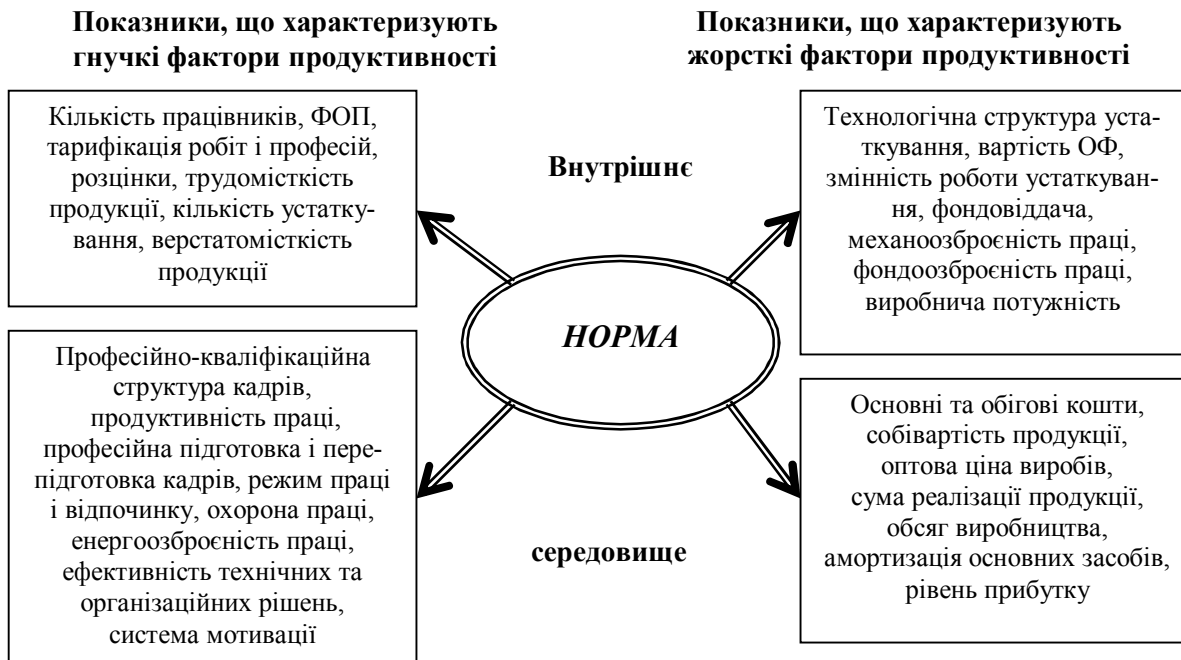 Показники, що характеризують
гнучкі фактори продуктивності
Показники, що характеризують
жорсткі фактори продуктивності
Кількість працівників, ФОП,
тарифікація робіт і професій,
розцінки, трудомісткість
продукції, кількість устатку-
вання, верстатомісткість
продукції
Внутрішнє
Технологічна структура уста-
ткування, вартість ОФ,
змінність роботи устаткуван-
ня, фондовіддача,
механоозброєність праці,
фондоозброєність праці,
виробнича потужність
НОРМА
Професійно-кваліфікаційна
структура кадрів,
продуктивність праці,
професійна підготовка і пере-
підготовка кадрів, режим праці
і відпочинку, охорона праці,
енергоозброєність праці,
ефективність технічних та
організаційних рішень,
система мотивації
середовище
Основні та обігові кошти,
собівартість продукції,
оптова ціна виробів,
сума реалізації продукції,
обсяг виробництва,
амортизація основних засобів,
рівень прибутку